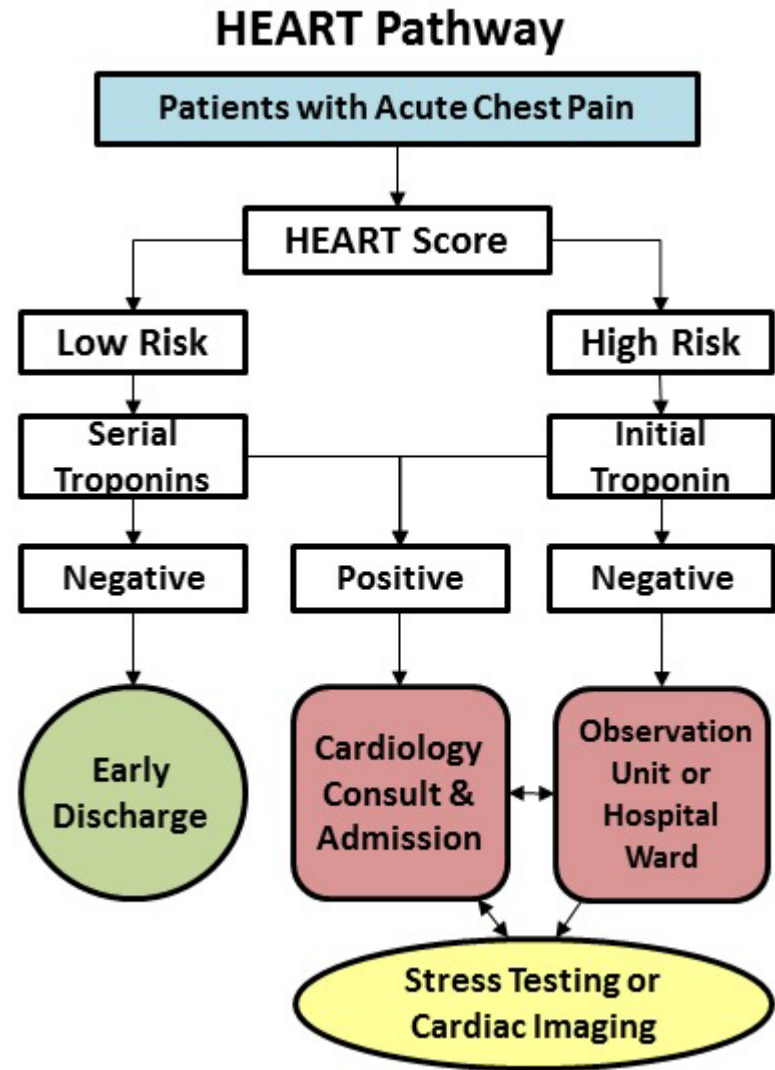 HEART Pathway
Patients with Acute Chest Pain
HEART Score
Low Risk
High Risk
Serial
Troponins
Initial
Troponin
Negative
Positive
Negative
Early
Discharge
Cardiology
Consult &
Admission
Observation
Unit or
Hospital
Ward
Stress Testing or
Cardiac Imaging